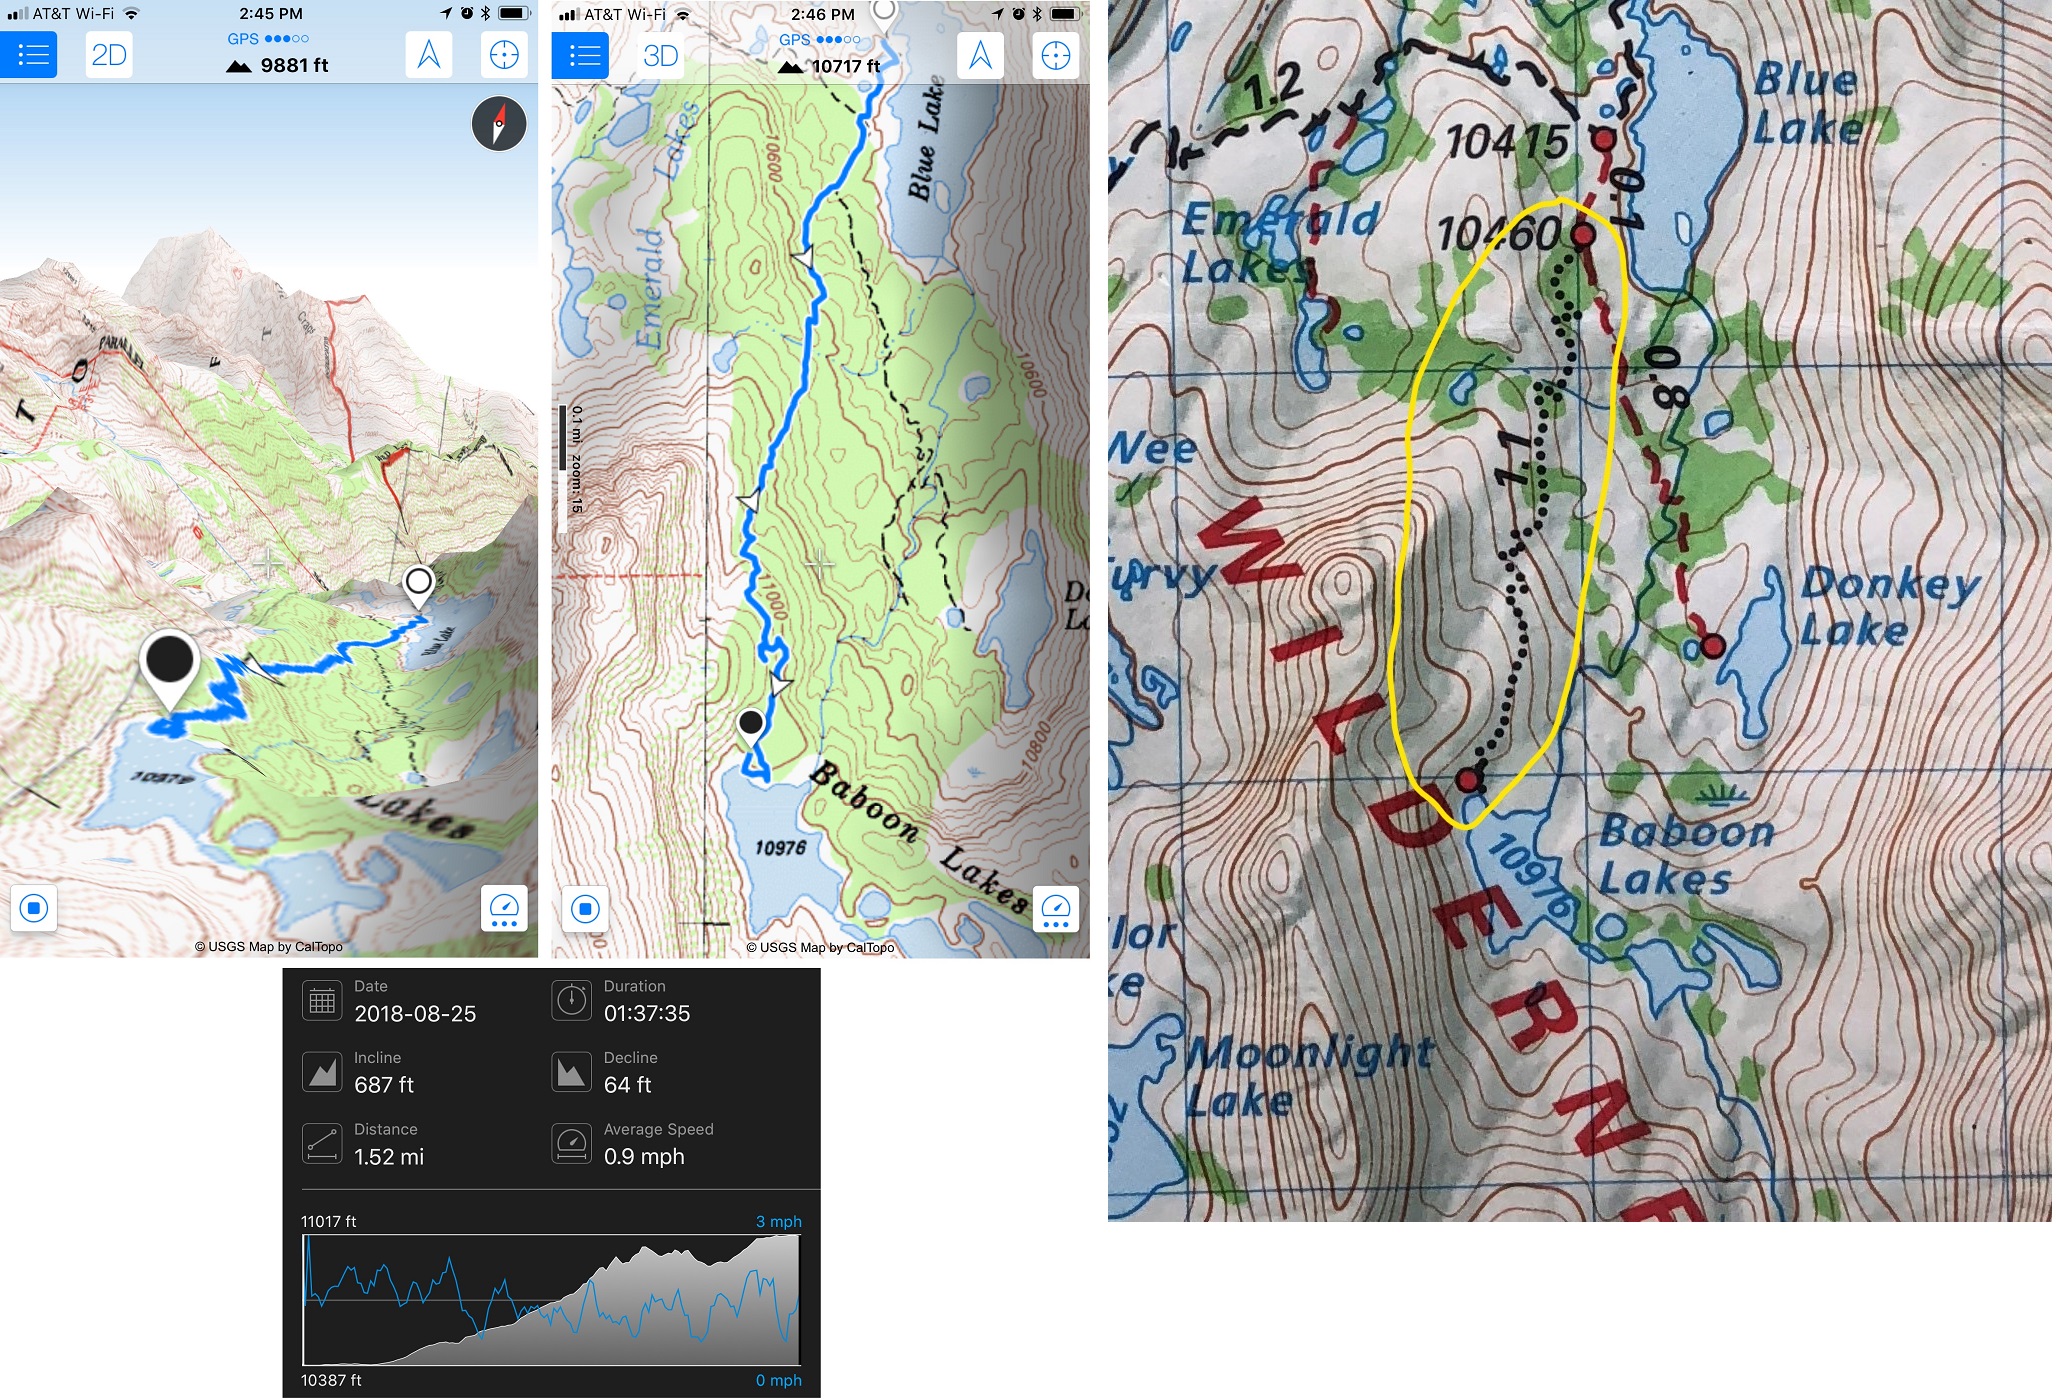 AT&T Wi-Fi 2:45 PM
2D
GPS
9881 ft
T
O
PARALLEL
F
T
Crags
Blue Lake
10976
Lakes
© USGS Map by CalTopo
AT&T Wi-Fi 2:46 PM
3D
GPS
10717 ft
Emerald Lakes
10600
Blue Lake
10600
0.1 mi zoom: 15
11000
10800
Baboon Lakes
10976
© USGS Map by CalTopo
Date
2018-08-25
Duration
01:37:35
Incline
687 ft
Decline
64 ft
Distance
1.52 mi
Average Speed
0.9 mph
11017 ft
3 mph
10387 ft
0 mph
1.2
Blue
Lake
10415
0.1
Emerald
Lakes
10460
0.8
Nee
1.1
Donkey
Lake
WILDERNE
Baboon
Lakes
10976
lor
ke
Moonlight
Lake